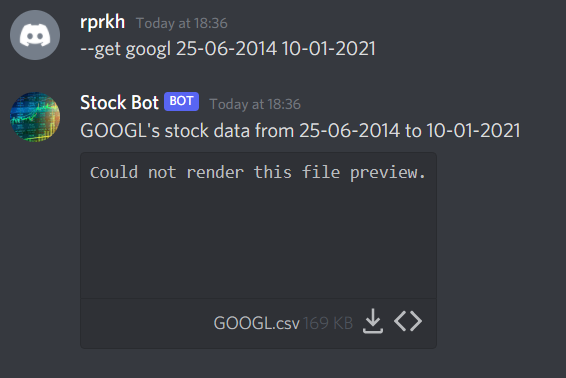 rprkh Today at 18:36
--get googl 25-06-2014 10-01-2021
Stock Bot BOT Today at 18:36
GOOGL's stock data from 25-06-2014 to 10-01-2021
Could not render this file preview.
GOOGL.csv 169 KB